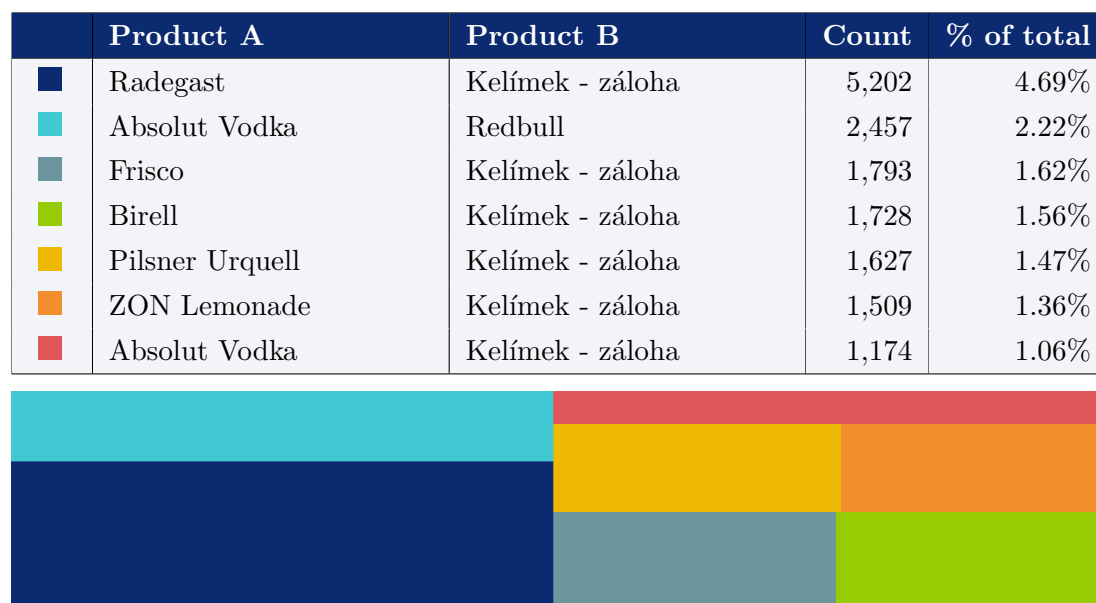 Product A Product B Count % of total
Radegast Kelímek - záloha 5,202 4.69%
Absolut Vodka Redbull 2,457 2.22%
Frisco Kelímek - záloha 1,793 1.62%
Birell Kelímek - záloha 1,728 1.56%
Pilsner Urquell Kelímek - záloha 1,627 1.47%
ZON Lemonade Kelímek - záloha 1,509 1.36%
Absolut Vodka Kelímek - záloha 1,174 1.06%